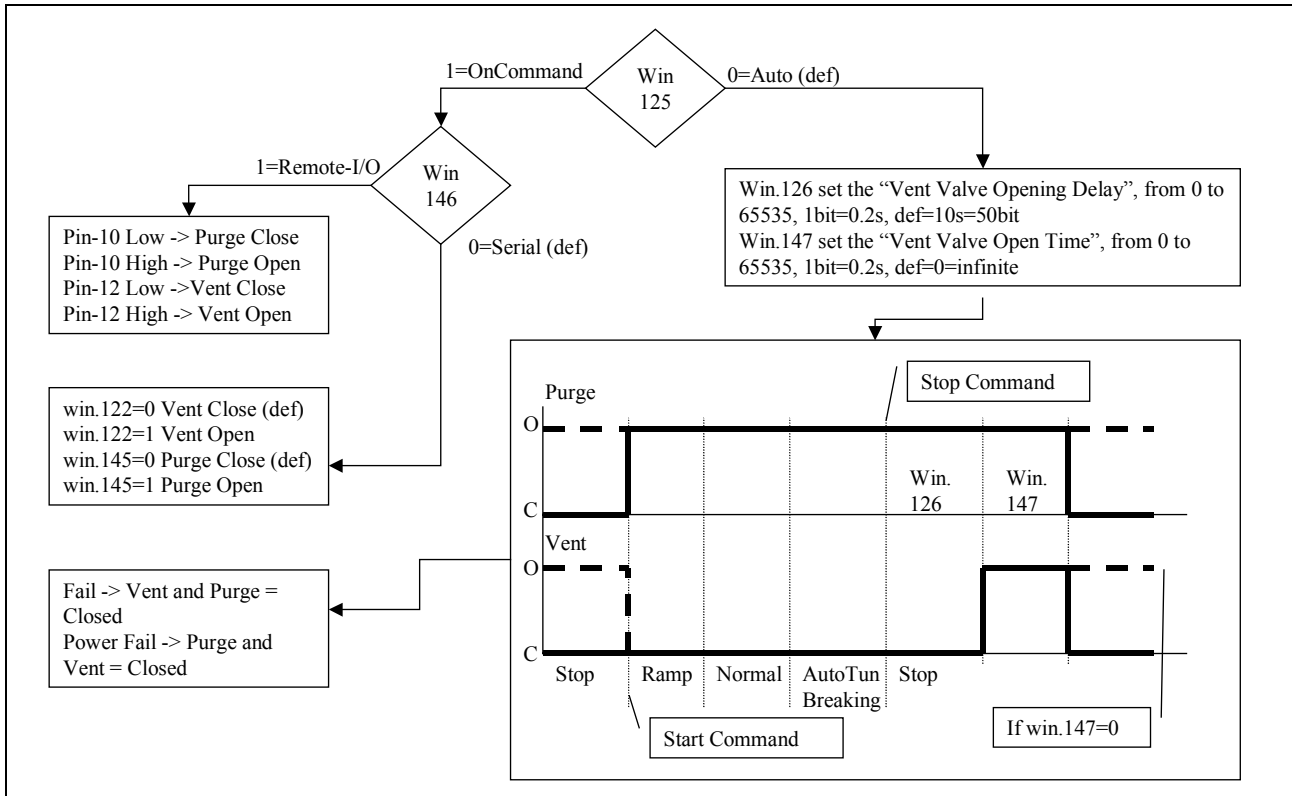 1=OnCommand
Win
125
0=Auto (def)
1=Remote-I/O
Win
146
0=Serial (def)
Pin-10 Low -> Purge Close
Pin-10 High -> Purge Open
Pin-12 Low ->Vent Close
Pin-12 High -> Vent Open
Win.126 set the “Vent Valve Opening Delay”, from 0 to
65535, 1bit=0.2s, def=10s=50bit
Win.147 set the “Vent Valve Open Time”, from 0 to
65535, 1bit=0.2s, def=0=infinite
win.122=0 Vent Close (def)
win.122=1 Vent Open
win.145=0 Purge Close (def)
win.145=1 Purge Open
Fail -> Vent and Purge =
Closed
Power Fail -> Purge and
Vent = Closed
Stop Command
Purge
O
C
Win.
126
Win.
147
Vent
O
C
Stop
Ramp
Normal
AutoTun
Breaking
Stop
Start Command
If win.147=0